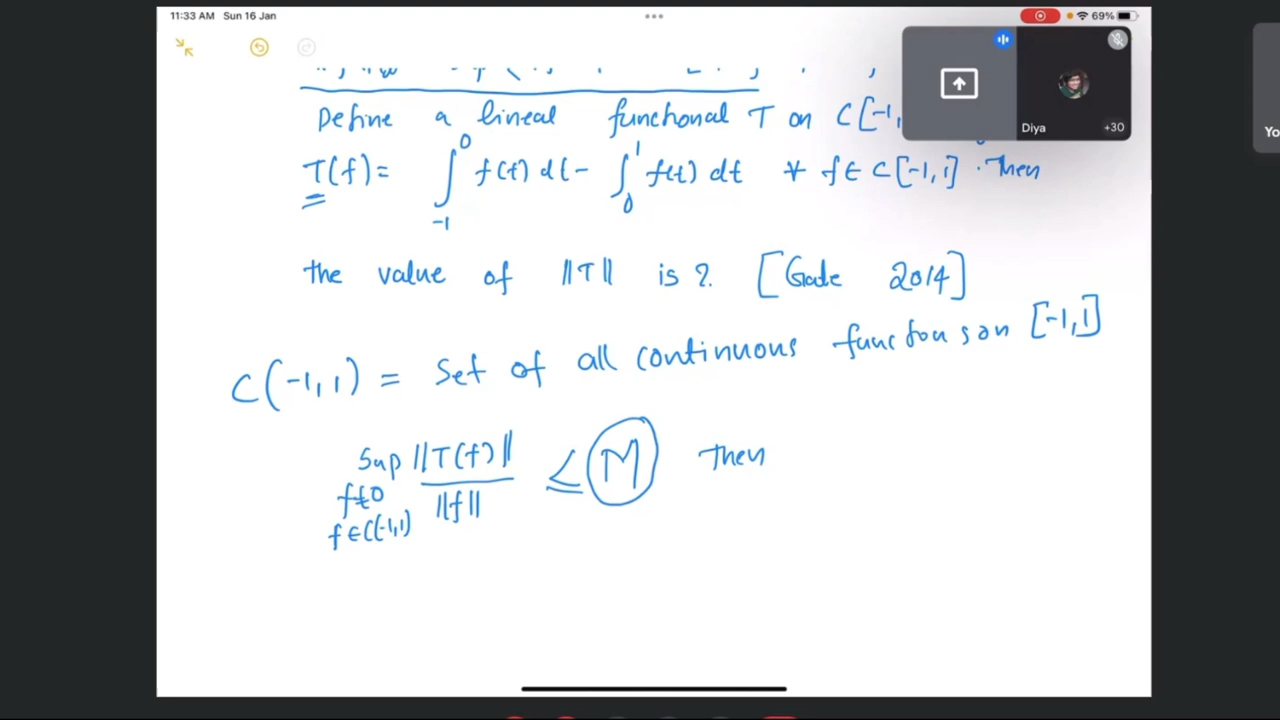 11:33 AM Sun 16 Jan
69%
Define a lineal functional T on C[-1,
Diya
+30
Yo
T(f)= ∫_{-1}^{0} f(t) dt - ∫_{0}^{1} f(t) dt ∀ f∈ C[-1,1]. Then
the value of ||T|| is ? [Gate 2014]
C(-1,1) = Set of all continuous functons on [-1,1]
Sup ||T(f)|| / ||f|| ≤ M Then
f≠0
f∈C(-1,1)